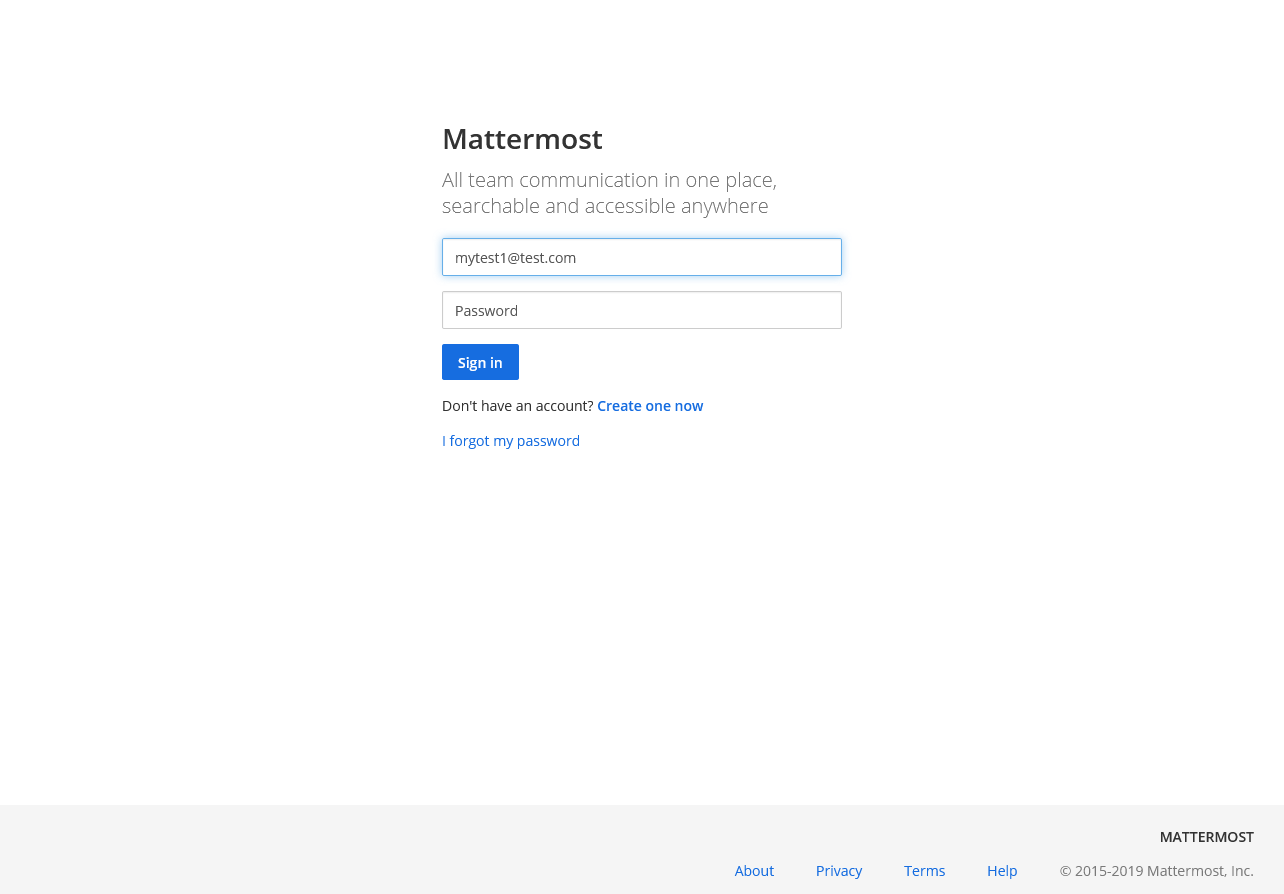 Mattermost
All team communication in one place,
searchable and accessible anywhere
mytest1@test.com
Password
Sign in
Don't have an account? Create one now
I forgot my password
MATTERMOST
About Privacy Terms Help © 2015-2019 Mattermost, Inc.